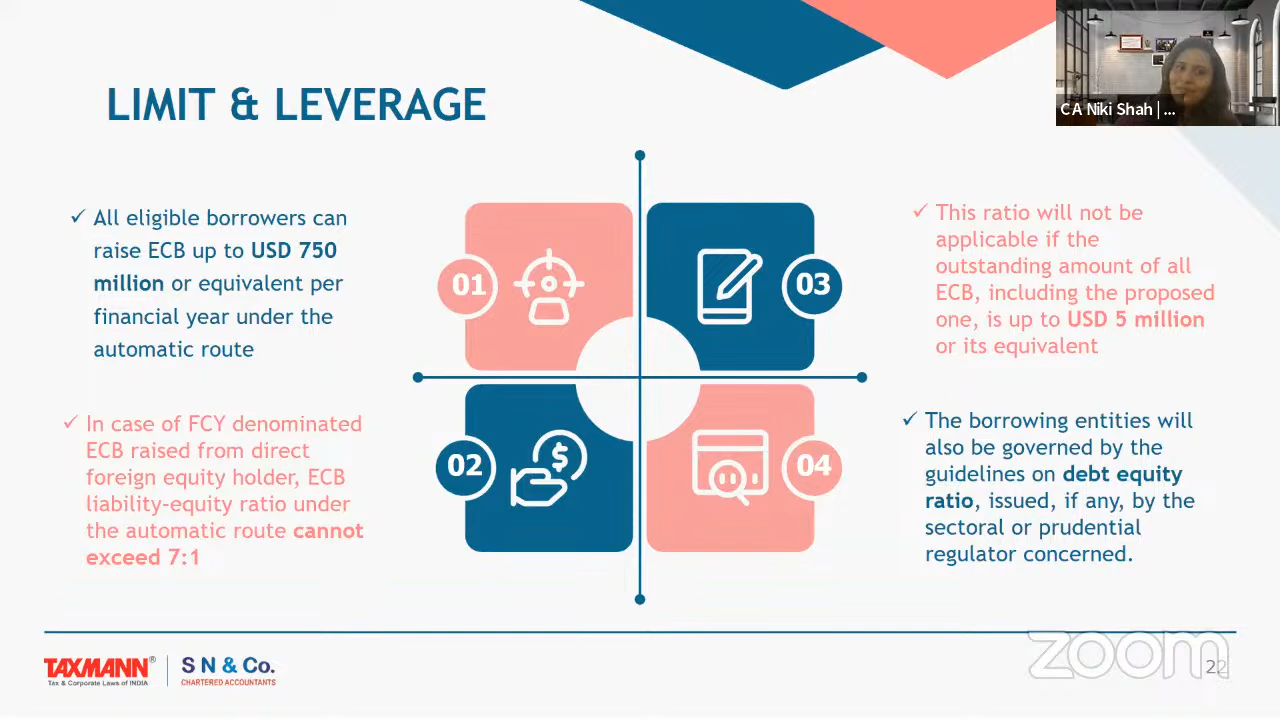 LIMIT & LEVERAGE
CA Niki Shah | ...
✓ All eligible borrowers can
raise ECB up to USD 750
million or equivalent per
financial year under the
automatic route
01
✓ In case of FCY denominated
ECB raised from direct
foreign equity holder, ECB
liability-equity ratio under
the automatic route cannot
exceed 7:1
02
03
✓ This ratio will not be
applicable if the
outstanding amount of all
ECB, including the proposed
one, is up to USD 5 million
or its equivalent
04
✓ The borrowing entities will
also be governed by the
guidelines on debt equity
ratio, issued, if any, by the
sectoral or prudential
regulator concerned.
TAXMANN®
Tax & Corporate Laws of INDIA
S N & Co.
CHARTERED ACCOUNTANTS
zoom
22